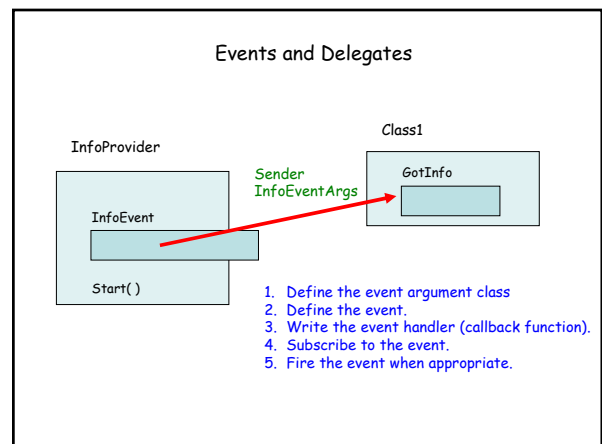 Events and Delegates
InfoProvider
Class1
Sender
InfoEventArgs
GotInfo
InfoEvent
Start( )
1. Define the event argument class
2. Define the event.
3. Write the event handler (callback function).
4. Subscribe to the event.
5. Fire the event when appropriate.